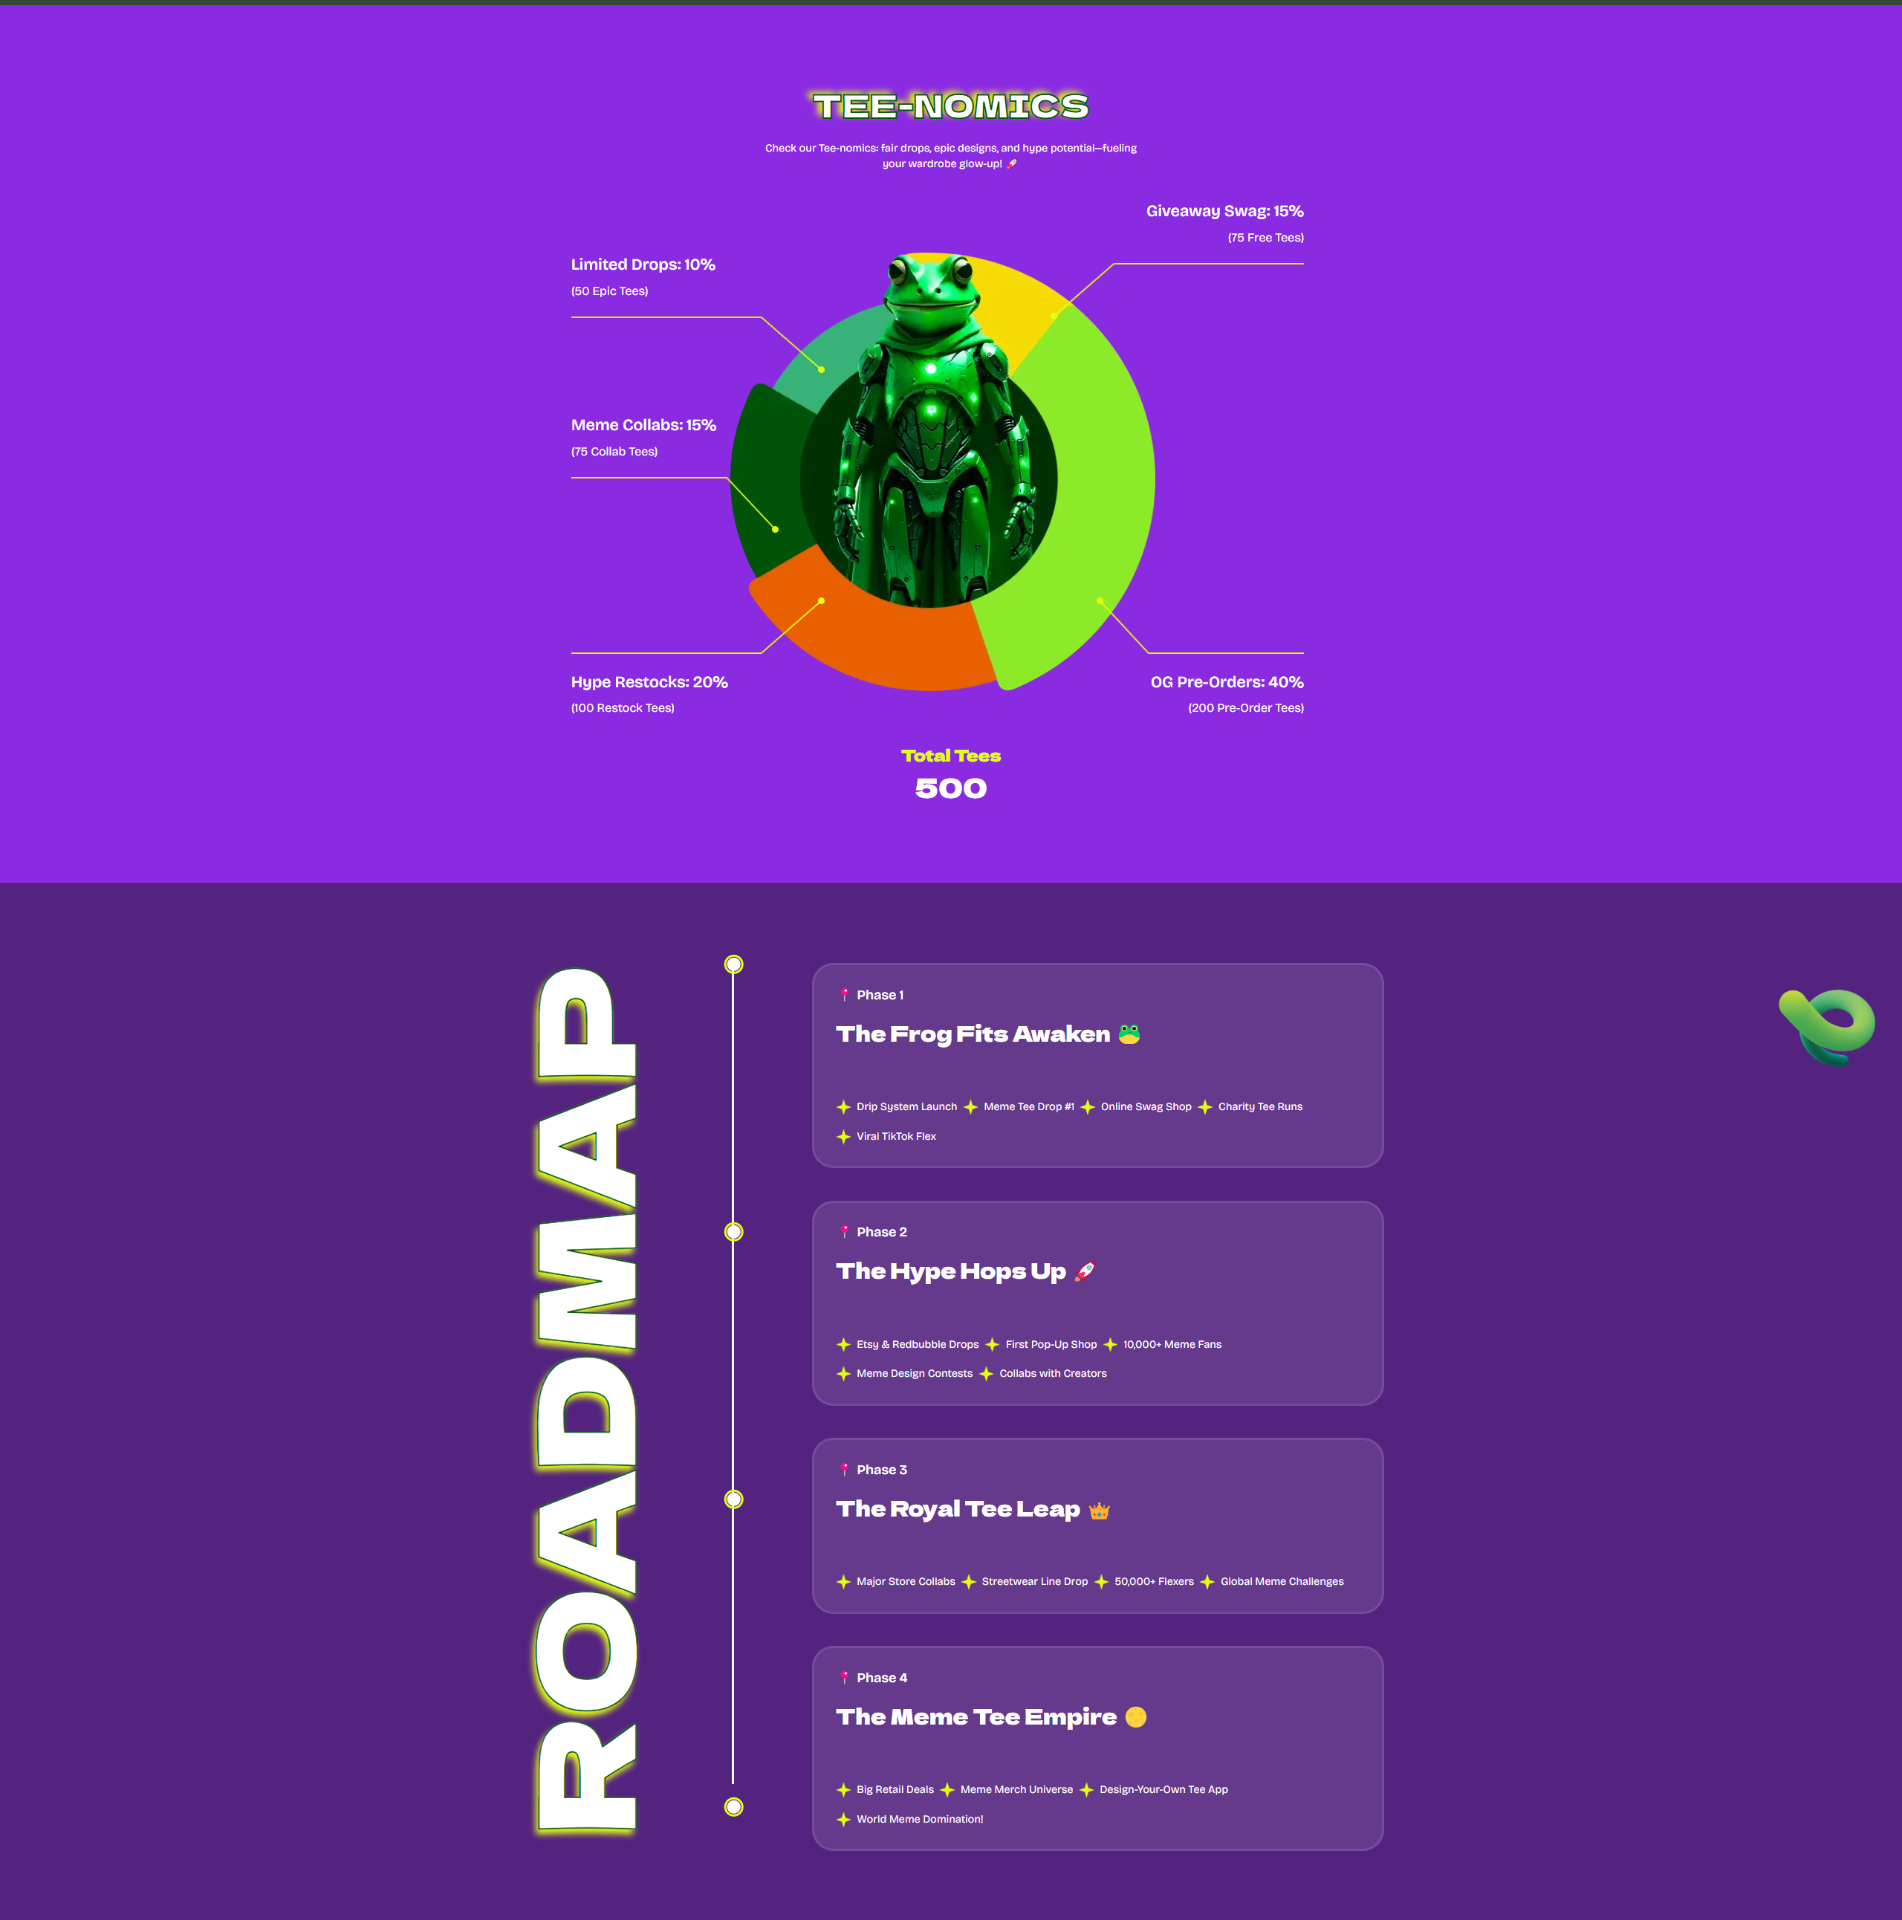 TEE-NOMICS
Check our Tee-nomics: fair drops, epic designs, and hype potential—fueling
your wardrobe glow-up! 🚀
Giveaway Swag: 15%
(75 Free Tees)
Limited Drops: 10%
(50 Epic Tees)
Meme Collabs: 15%
(75 Collab Tees)
Hype Restocks: 20%
(100 Restock Tees)
OG Pre-Orders: 40%
(200 Pre-Order Tees)
Total Tees
500
ROADMAP
📍 Phase 1
The Frog Fits Awaken 🐸
Drip System Launch Meme Tee Drop #1 Online Swag Shop Charity Tee Runs
Viral TikTok Flex
📍 Phase 2
The Hype Hops Up 🚀
Etsy & Redbubble Drops First Pop-Up Shop 10,000+ Meme Fans
Meme Design Contests Collabs with Creators
📍 Phase 3
The Royal Tee Leap 👑
Major Store Collabs Streetwear Line Drop 50,000+ Flexers Global Meme Challenges
📍 Phase 4
The Meme Tee Empire 🌕
Big Retail Deals Meme Merch Universe Design-Your-Own Tee App
World Meme Domination!